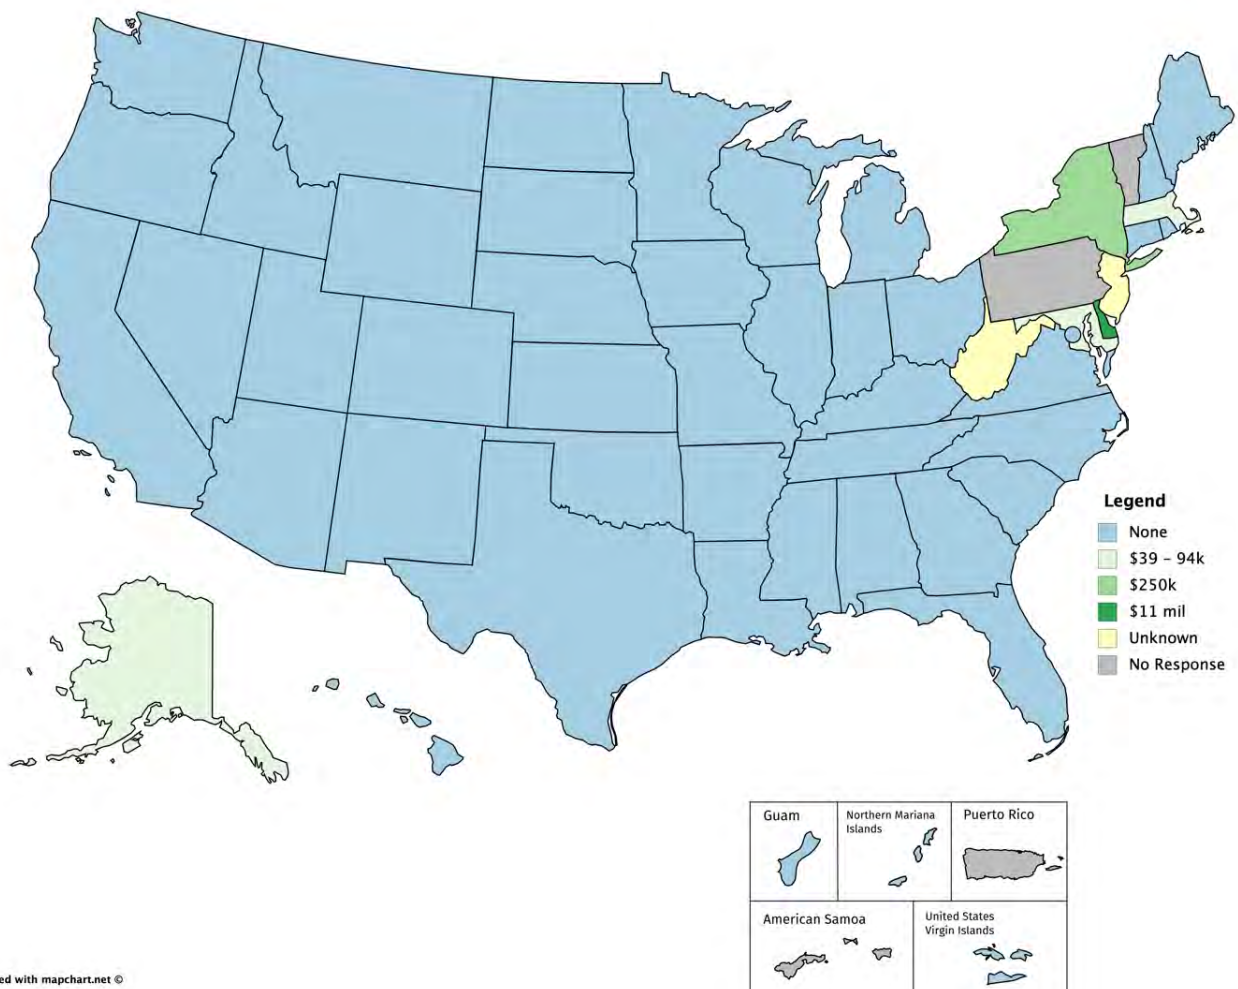 Legend
None
$39 – 94k
$250k
$11 mil
Unknown
No Response
Guam
Northern Mariana
Islands
Puerto Rico
American Samoa
United States
Virgin Islands
ed with mapchart.net ©